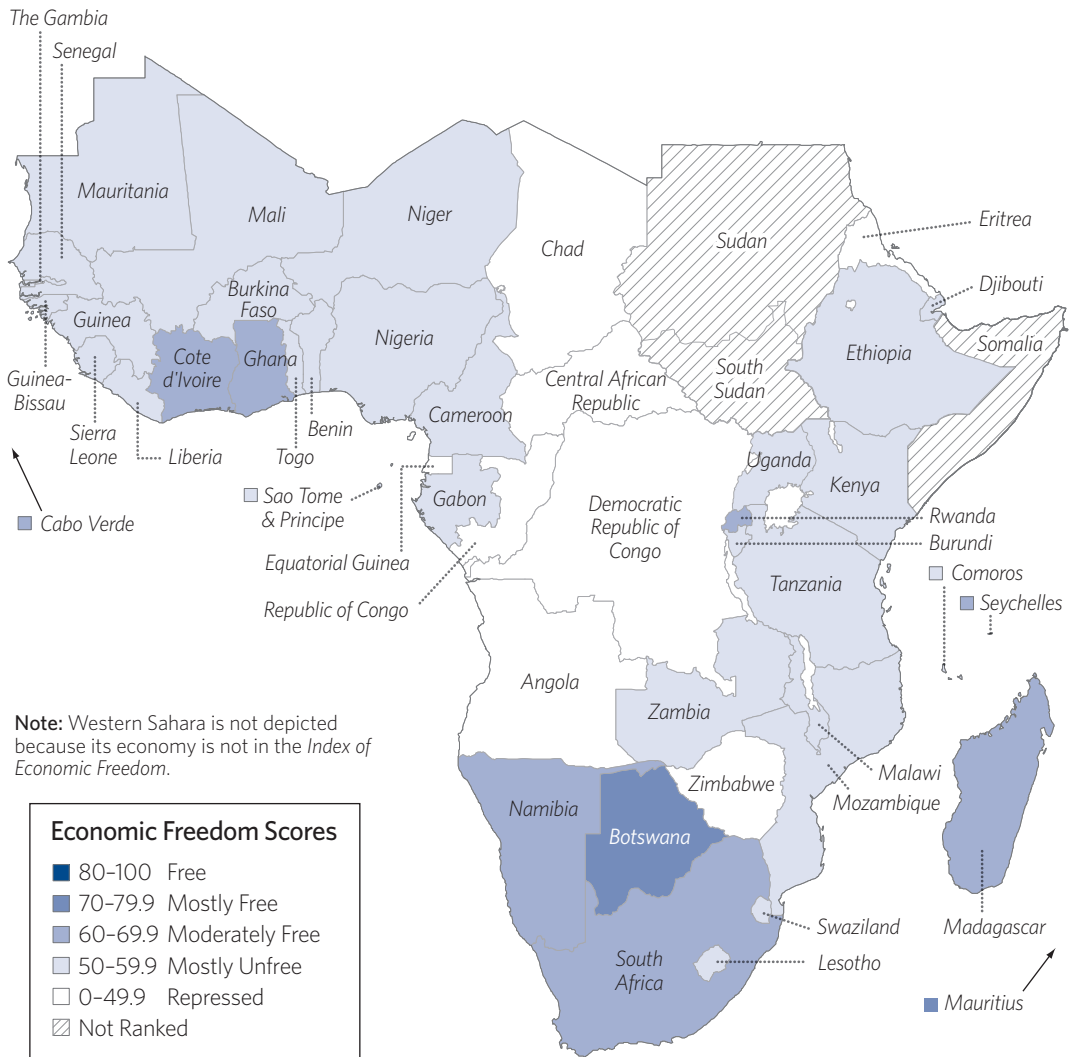 The Gambia
Senegal
Mauritania
Mali
Niger
Chad
Sudan
Eritrea
Djibouti
Burkina
Faso
Guinea
Nigeria
Ethiopia
Somalia
Cote
d'Ivoire
Ghana
South
Sudan
Central African
Republic
Guinea-
Bissau
Cameroon
Sierra
Leone
Liberia
Togo
Benin
Uganda
Kenya
Sao Tome
& Principe
Gabon
Democratic
Republic of
Congo
Cabo Verde
Rwanda
Burundi
Equatorial Guinea
Comoros
Tanzania
Republic of Congo
Seychelles
Angola
Zambia
Note: Western Sahara is not depicted
because its economy is not in the Index of
Economic Freedom.
Malawi
Zimbabwe
Mozambique
Namibia
Botswana
Economic Freedom Scores
80–100 Free
70–79.9 Mostly Free
60–69.9 Moderately Free
50–59.9 Mostly Unfree
0–49.9 Repressed
Not Ranked
Swaziland
Madagascar
South
Africa
Lesotho
Mauritius